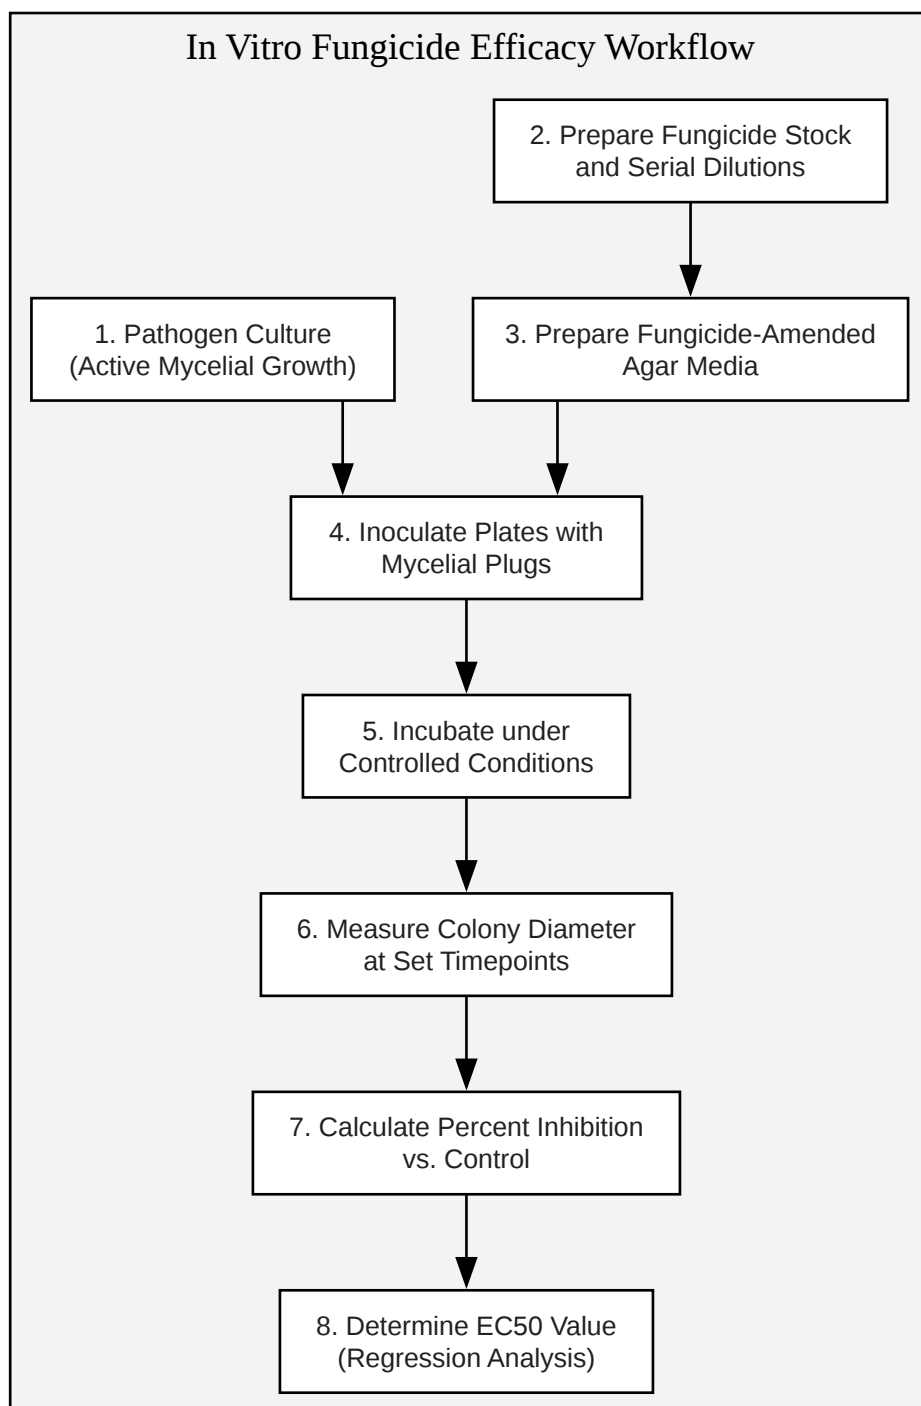 In Vitro Fungicide Efficacy Workflow
2. Prepare Fungicide Stock
and Serial Dilutions
1. Pathogen Culture
(Active Mycelial Growth)
3. Prepare Fungicide-Amended
Agar Media
4. Inoculate Plates with
Mycelial Plugs
5. Incubate under
Controlled Conditions
6. Measure Colony Diameter
at Set Timepoints
7. Calculate Percent Inhibition
vs. Control
8. Determine EC50 Value
(Regression Analysis)